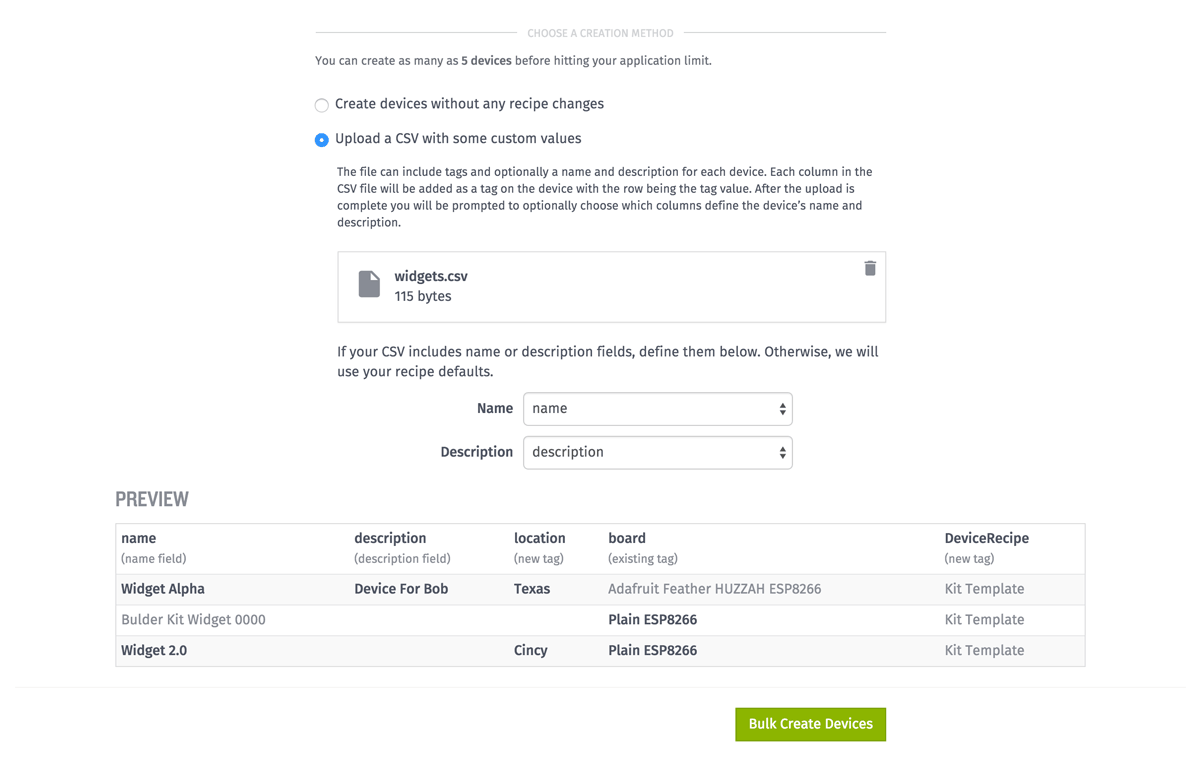 CHOOSE A CREATION METHOD
You can create as many as 5 devices before hitting your application limit.
Create devices without any recipe changes
Upload a CSV with some custom values
The file can include tags and optionally a name and description for each device. Each column in the
CSV file will be added as a tag on the device with the row being the tag value. After the upload is
complete you will be prompted to optionally choose which columns define the device's name and
description.
widgets.csv
115 bytes
If your CSV includes name or description fields, define them below. Otherwise, we will
use your recipe defaults.
Name name
Description description
PREVIEW
name description location board DeviceRecipe
(name field) (description field) (new tag) (existing tag) (new tag)
Widget Alpha Device For Bob Texas Adafruit Feather HUZZAH ESP8266 Kit Template
Bulder Kit Widget 0000 Plain ESP8266 Kit Template
Widget 2.0 Cincy Plain ESP8266 Kit Template
Bulk Create Devices